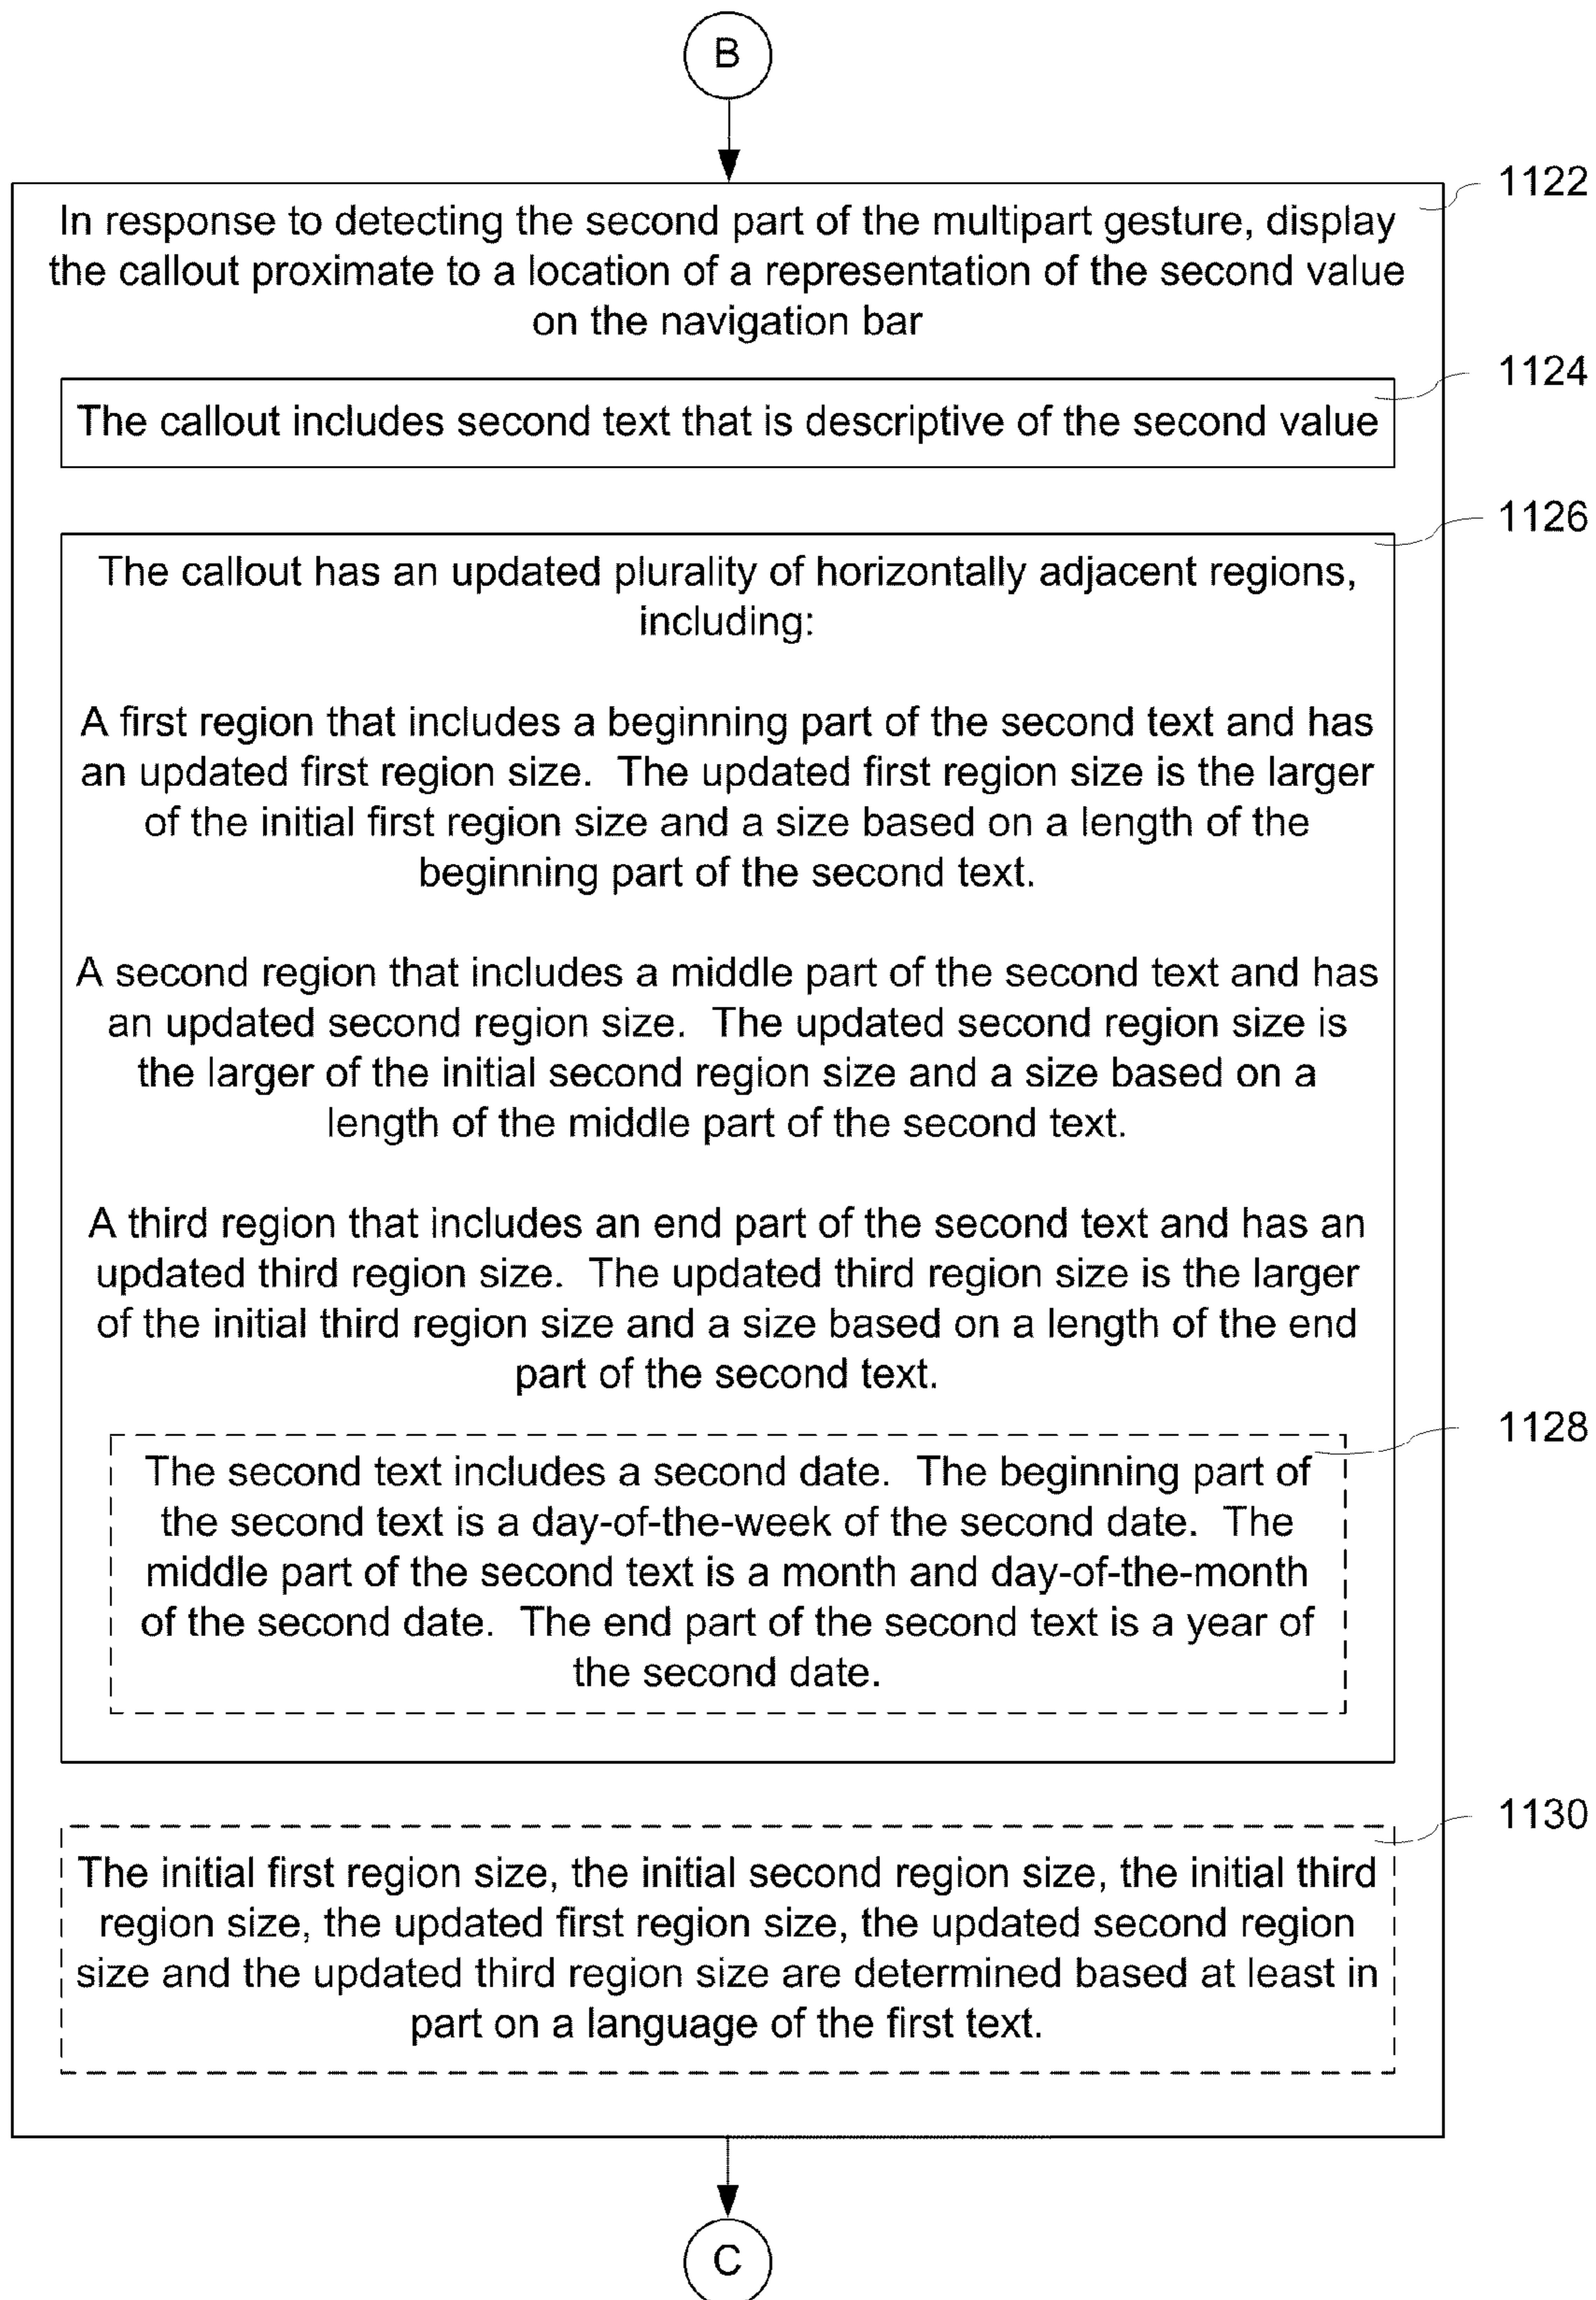 B
1122
In response to detecting the second part of the multipart gesture, display
the callout proximate to a location of a representation of the second value
on the navigation bar
1124
The callout includes second text that is descriptive of the second value
1126
The callout has an updated plurality of horizontally adjacent regions,
including:
A first region that includes a beginning part of the second text and has
an updated first region size.  The updated first region size is the larger
of the initial first region size and a size based on a length of the
beginning part of the second text.
A second region that includes a middle part of the second text and has
an updated second region size.  The updated second region size is
the larger of the initial second region size and a size based on a
length of the middle part of the second text.
A third region that includes an end part of the second text and has an
updated third region size.  The updated third region size is the larger
of the initial third region size and a size based on a length of the end
part of the second text.
1128
The second text includes a second date.  The beginning part of
the second text is a day-of-the-week of the second date.  The
middle part of the second text is a month and day-of-the-month
of the second date.  The end part of the second text is a year of
the second date.
1130
The initial first region size, the initial second region size, the initial third
region size, the updated first region size, the updated second region
size and the updated third region size are determined based at least in
part on a language of the first text.
C